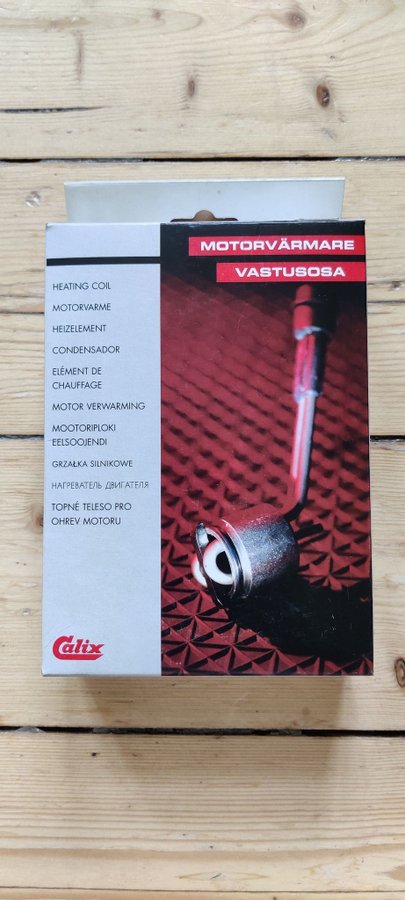 MOTORVÄRMARE
VASTUSOSA
HEATING COIL
MOTORVARME
HEIZELEMENT
CONDENSADOR
ELÉMENT DE
CHAUFFAGE
MOTOR VERWARMING
MOOTORIPLOKI
EELSOOJENDI
GRZAŁKA SILNIKOWE
НАГРЕВАТЕЛЬ ДВИГАТЕЛЯ
TOPNÉ TELESO PRO
OHREV MOTORU
Calix